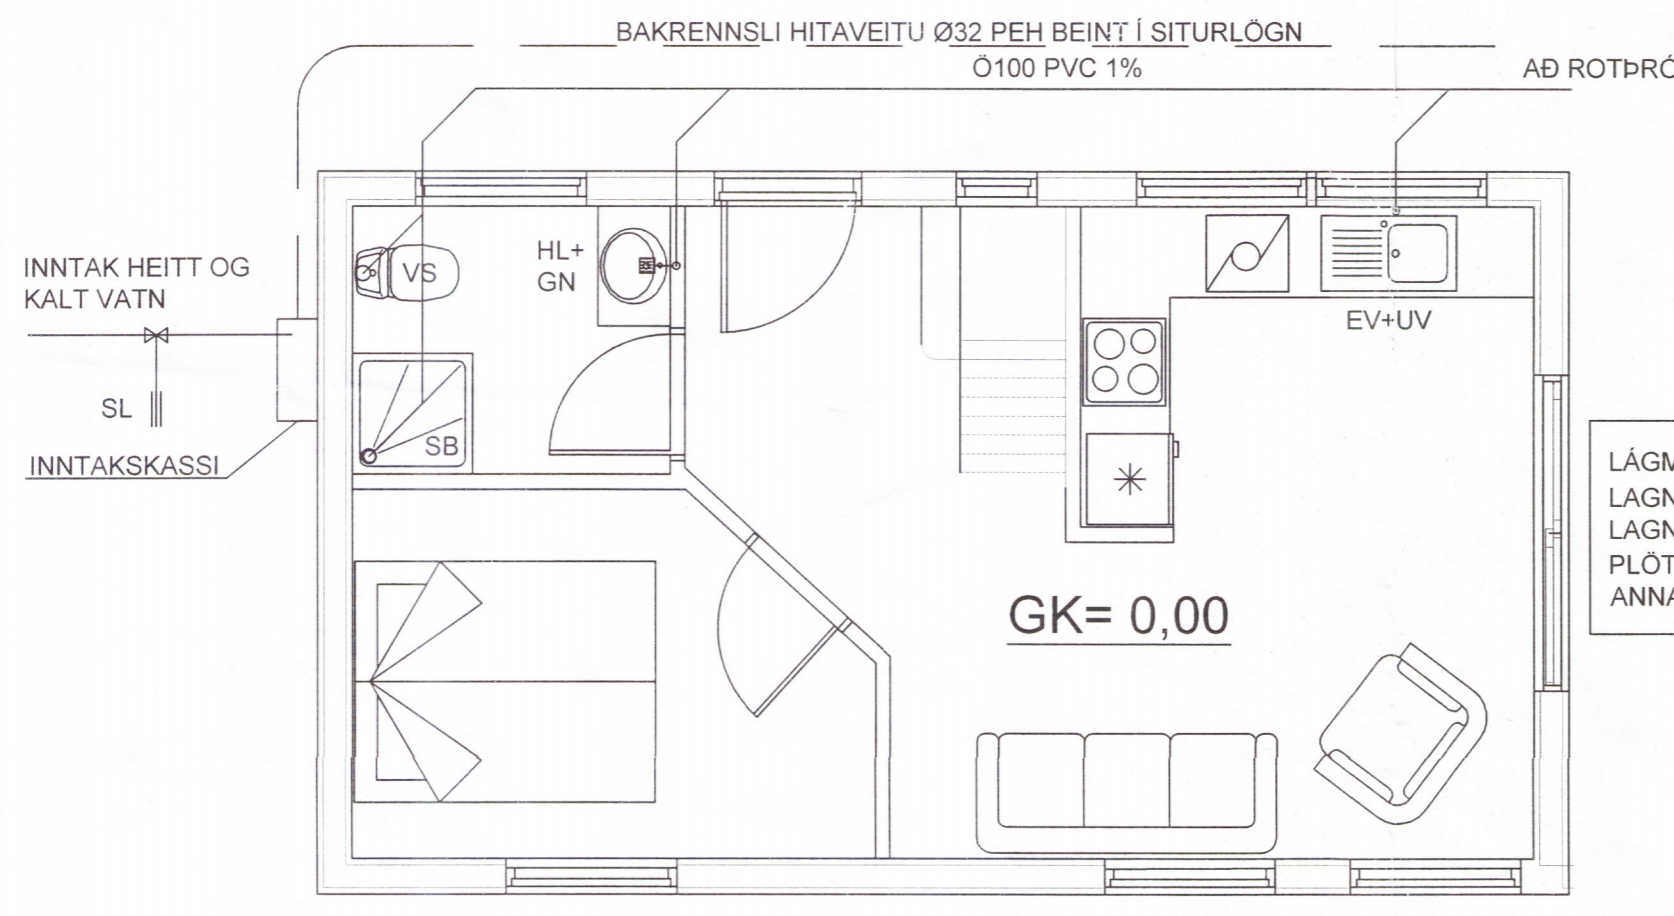 BAKRENNSLI HITAVEITU Ø32 PEH BEINT Í SITURLÖGN
Ö100 PVC 1%
AÐ ROTÞRÓ
INNTAK HEITT OG
KALT VATN
SL
INNTAKSKASSI
VS
HL+
GN
SB
EV+UV
GK= 0,00
LÁGM
LAGN
LAGN
PLÖT
ANNA